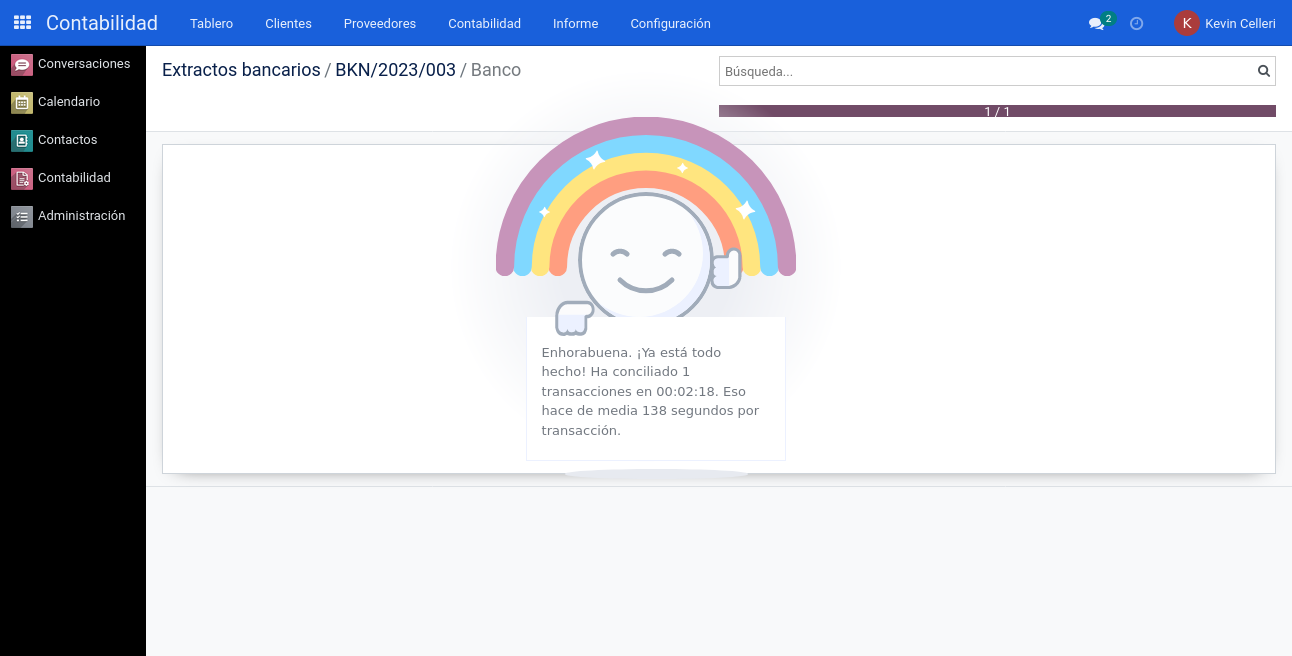 Contabilidad Tablero Clientes Proveedores Contabilidad Informe Configuración 2 K Kevin Celleri
Conversaciones
Calendario
Contactos
Contabilidad
Administración
Extractos bancarios / BKN/2023/003 / Banco
Búsqueda...
1 / 1
Enhorabuena. ¡Ya está todo
hecho! Ha conciliado 1
transacciones en 00:02:18. Eso
hace de media 138 segundos por
transacción.